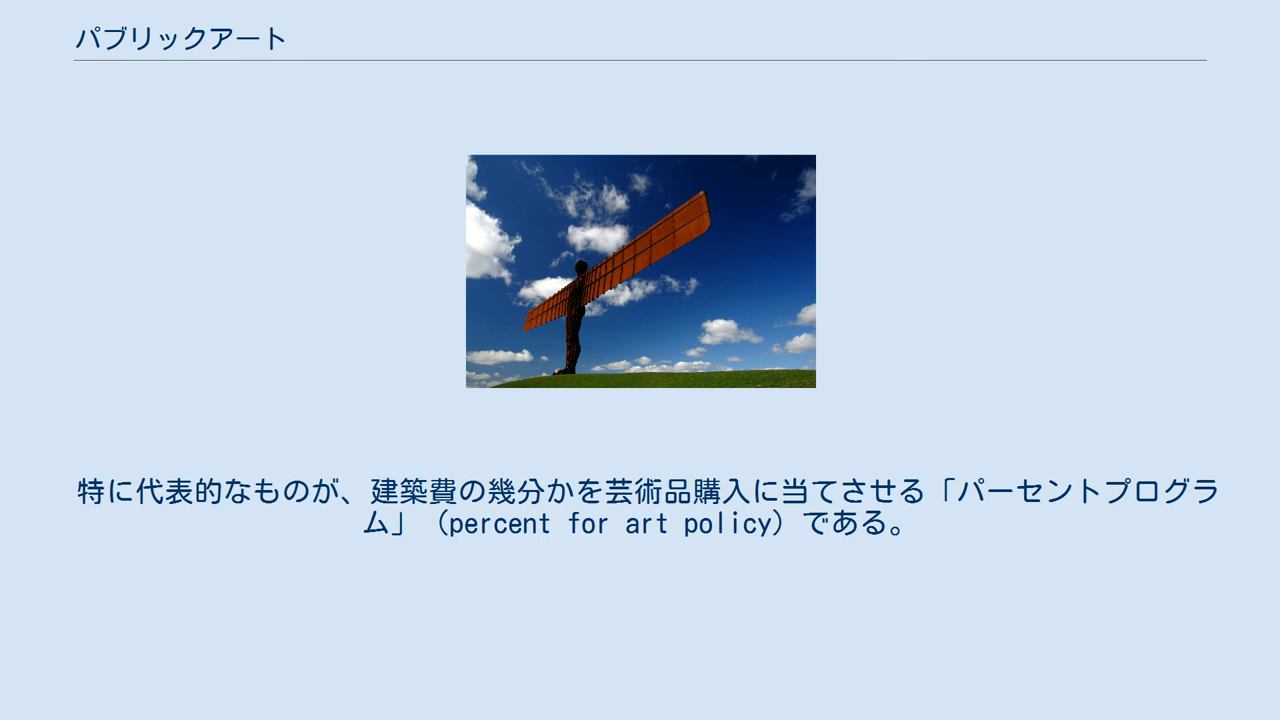 パブリックアート
特に代表的なものが、建築費の幾分かを芸術品購入に当てさせる「パーセントプログラ
ム」（percent for art policy）である。